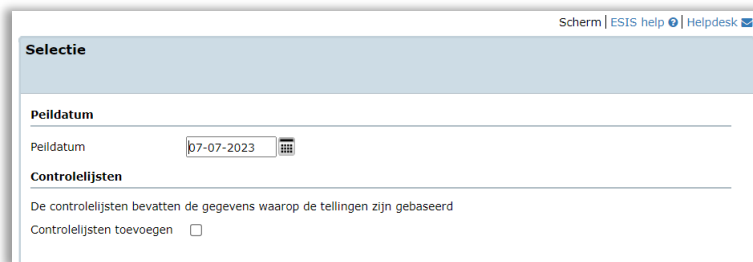 Scherm | ESIS help | Helpdesk
Selectie
Peildatum
Peildatum 07-07-2023
Controlelijsten
De controlelijsten bevatten de gegevens waarop de tellingen zijn gebaseerd
Controlelijsten toevoegen